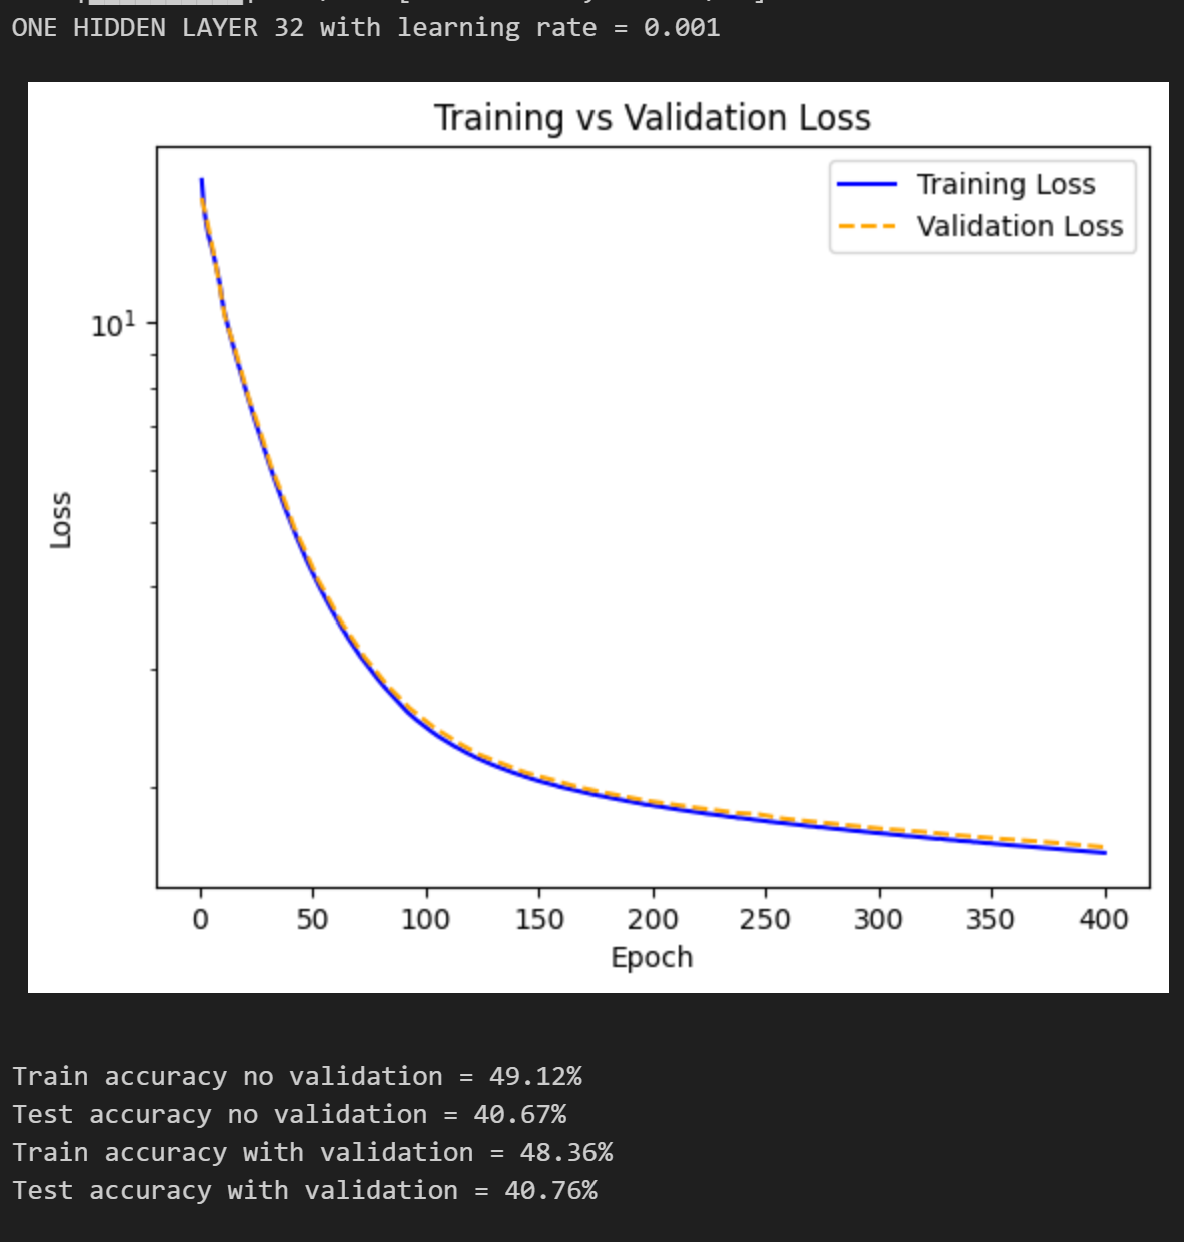 ONE HIDDEN LAYER 32 with learning rate = 0.001
Training vs Validation Loss
Training Loss
Validation Loss
10¹
Loss
0 50 100 150 200 250 300 350 400
Epoch
Train accuracy no validation = 49.12%
Test accuracy no validation = 40.67%
Train accuracy with validation = 48.36%
Test accuracy with validation = 40.76%